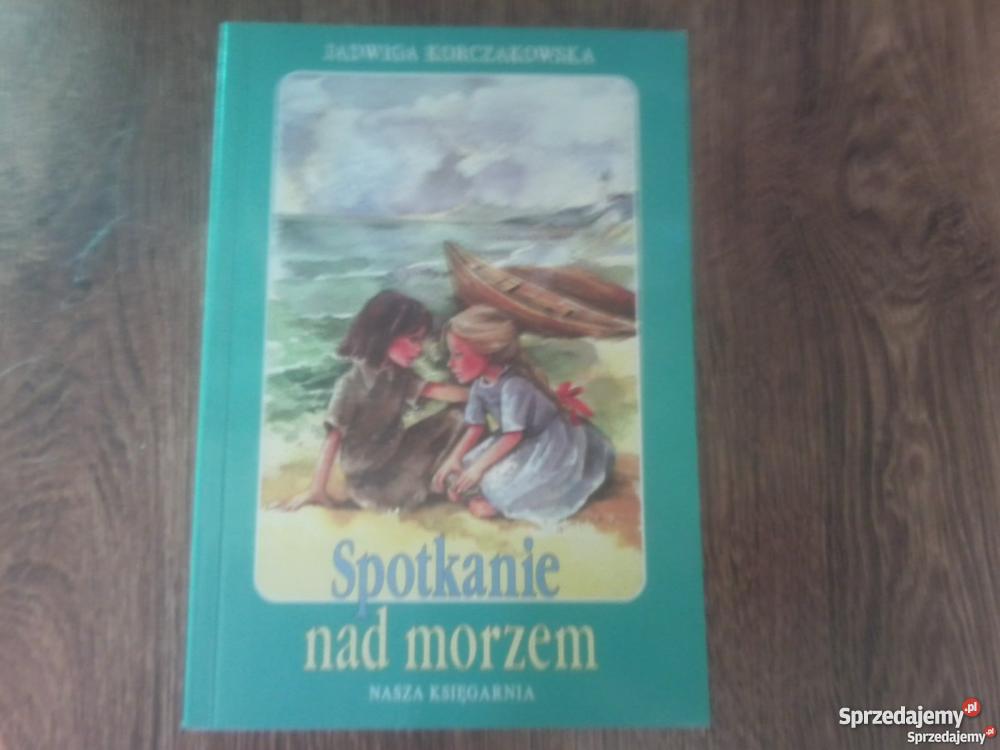 JADWIGA KORCZAKOWSKA
Spotkanie
nad morzem
NASZA KSIĘGARNIA
Sprzedajemy.pl
Sprzedajemy.pl